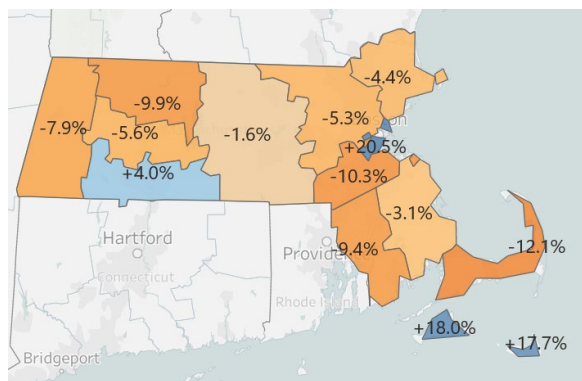 -4.4%
-9.9%
-5.3%
-7.9%
-5.6%
-1.6%
+20.5%
+4.0%
-10.3%
-3.1%
Hartford
Provide
-9.4%
-12.1%
Connecticut
Rhode Island
+18.0%
+17.7%
Bridgeport